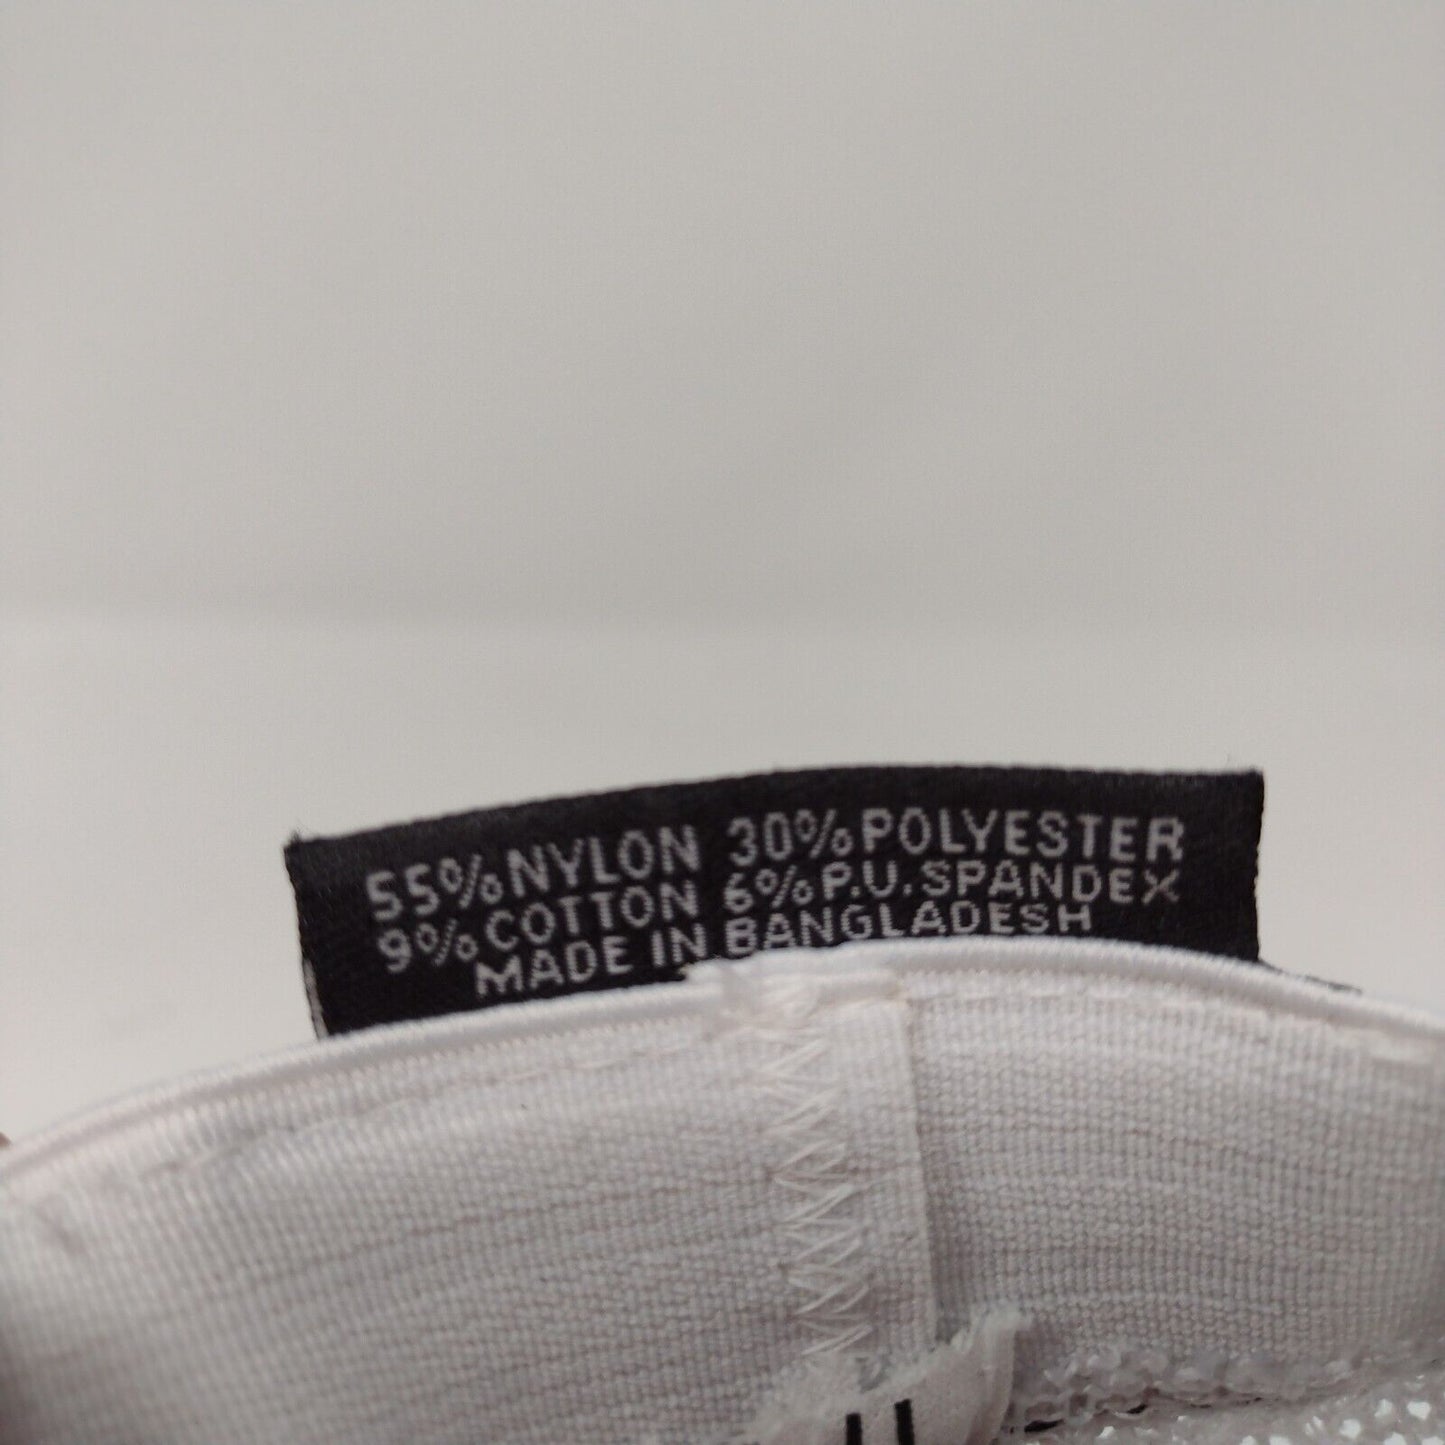 55% NYLON 30% POLYESTER
9% COTTON 6% P.U. SPANDEX
MADE IN BANGLADESH